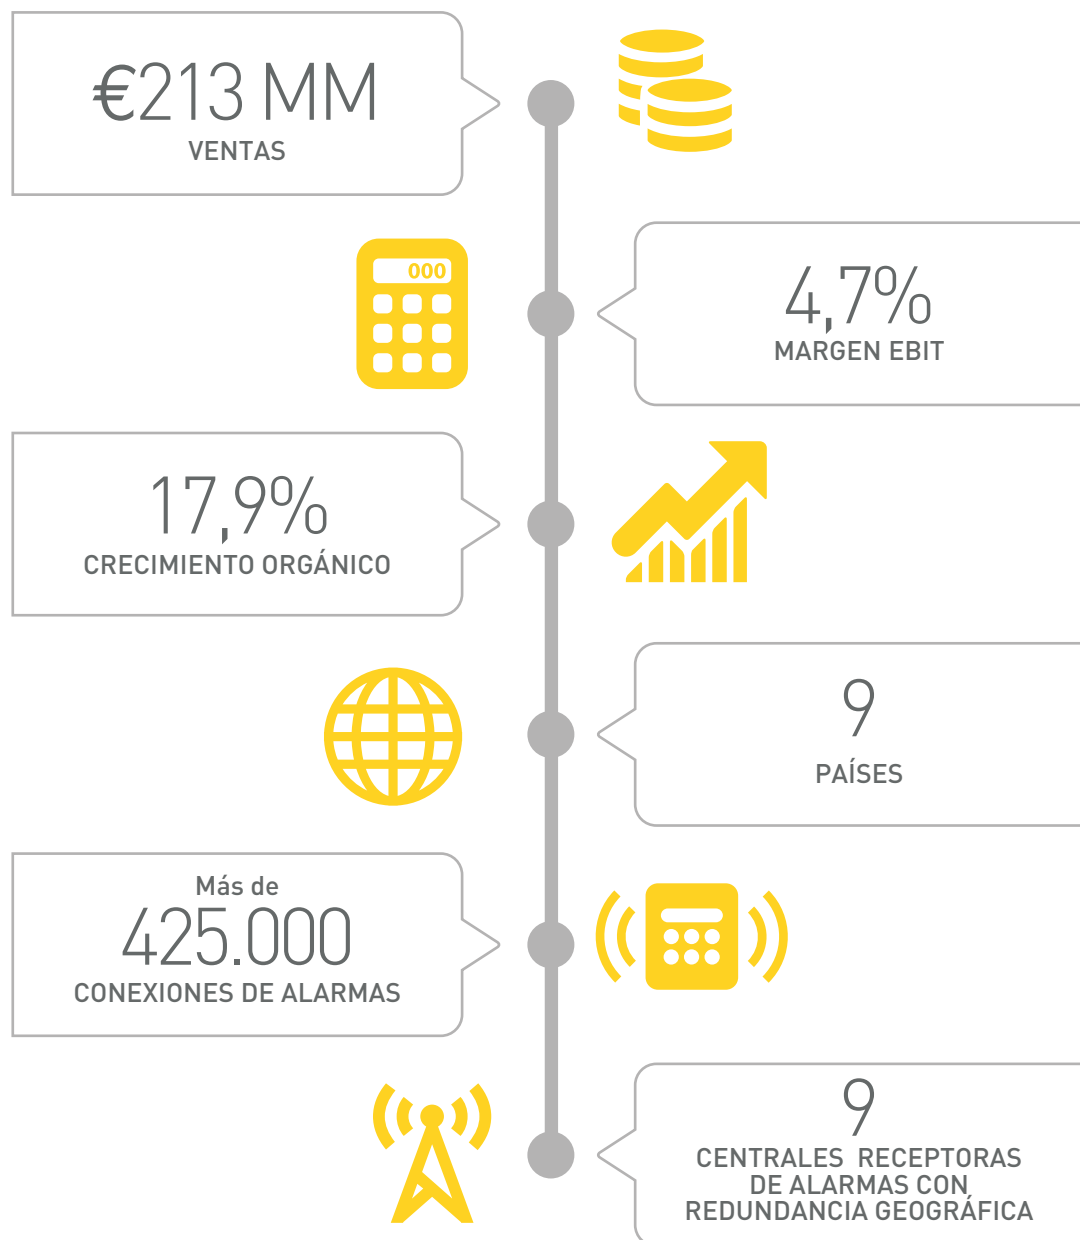 €213 MM
VENTAS
000
4,7%
MARGEN EBIT
17,9%
CRECIMIENTO ORGÁNICO
9
PAÍSES
Más de
425.000
CONEXIONES DE ALARMAS
9
CENTRALES RECEPTORAS
DE ALARMAS CON
REDUNDANCIA GEOGRÁFICA